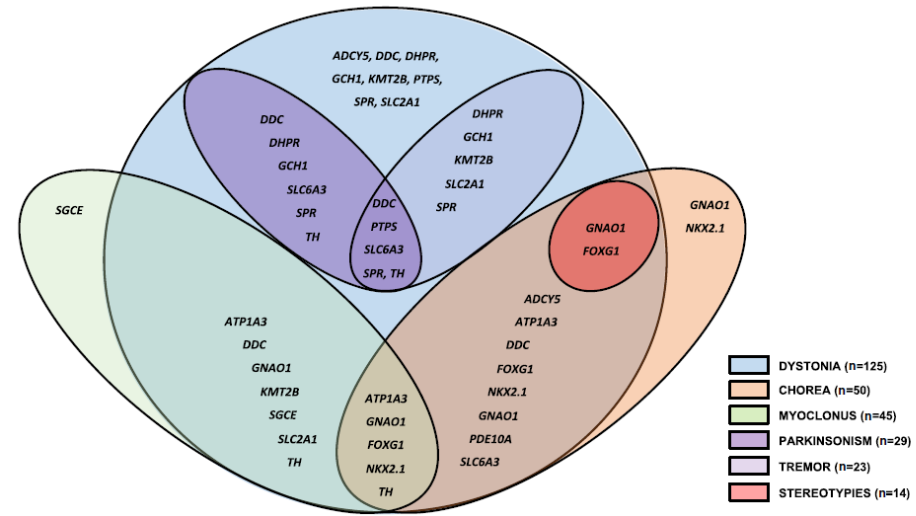 ADCY5, DDC, DHPR,
GCH1, KMT2B, PTPS,
SPR, SLC2A1
DDC
DHPR
GCH1
SLC6A3
SPR
TH
DHPR
GCH1
KMT2B
SLC2A1
SPR
DDC
PTPS
SLC6A3
SPR, TH
SGCE
GNAO1
NKX2.1
GNAO1
FOXG1
ATP1A3
DDC
GNAO1
KMT2B
SGCE
SLC2A1
TH
ATP1A3
GNAO1
FOXG1
NKX2.1
TH
ADCY5
ATP1A3
DDC
FOXG1
NKX2.1
GNAO1
PDE10A
SLC6A3
DYSTONIA (n=125)
CHOREA (n=50)
MYOCLONUS (n=45)
PARKINSONISM (n=29)
TREMOR (n=23)
STEREOTYPIES (n=14)